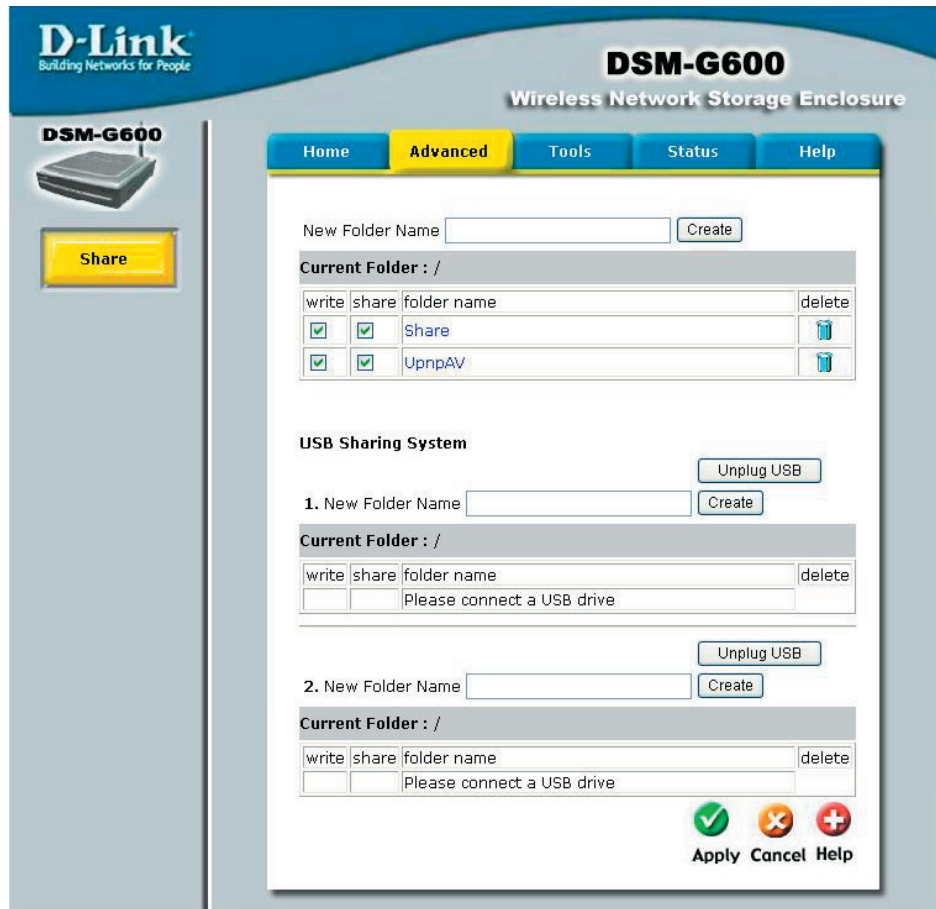 D-Link
Building Networks for People
DSM-G600
Wireless Network Storage Enclosure
DSM-G600
Share
Home Advanced Tools Status Help
New Folder Name Create
Current Folder : /
write share folder name delete
Share
UpnpAV
USB Sharing System
Unplug USB
1. New Folder Name Create
Current Folder : /
write share folder name delete
Please connect a USB drive
Unplug USB
2. New Folder Name Create
Current Folder : /
write share folder name delete
Please connect a USB drive
Apply Cancel Help